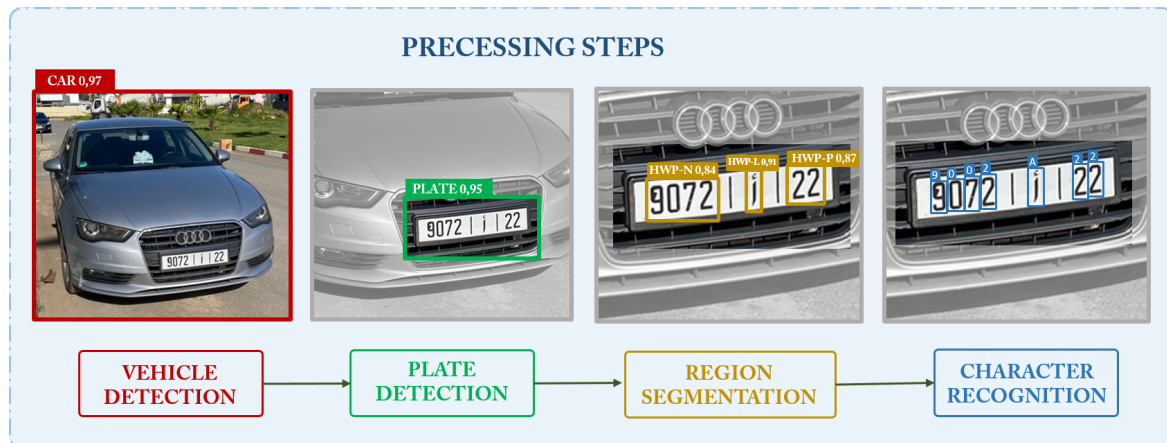 PRECESSING STEPS
CAR 0,97
9072 | أ | 22
PLATE 0,95
9072 | أ | 22
HWP-N 0,84
HWP-L 0,91
HWP-P 0,87
9072 | أ | 22
9 0 0 2 A 2 2
9072 | أ | 22
VEHICLE
DETECTION
PLATE
DETECTION
REGION
SEGMENTATION
CHARACTER
RECOGNITION